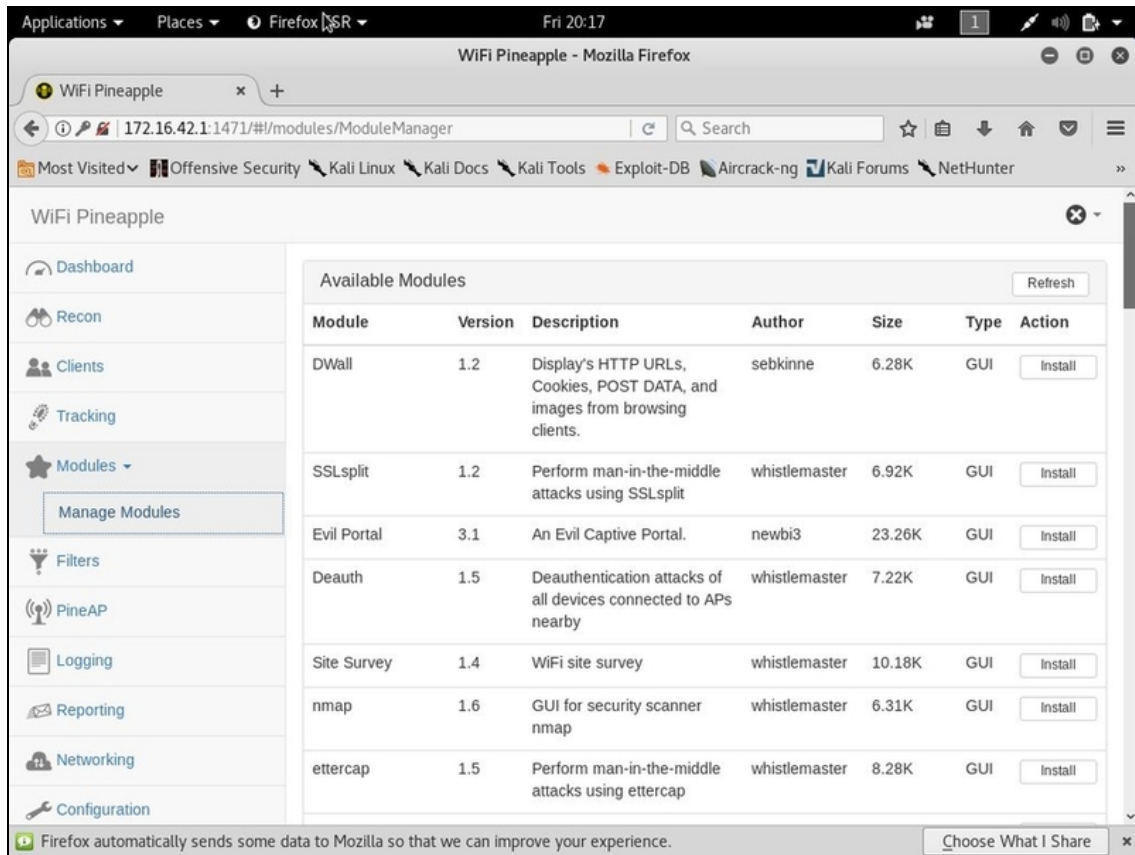 Applications Places Firefox ESR Fri 20:17 1
WiFi Pineapple - Mozilla Firefox
WiFi Pineapple × +
172.16.42.1:1471/#!/modules/ModuleManager Search
Most Visited Offensive Security Kali Linux Kali Docs Kali Tools Exploit-DB Aircrack-ng Kali Forums NetHunter »
WiFi Pineapple
Dashboard
Recon
Clients
Tracking
Modules
Manage Modules
Filters
PineAP
Logging
Reporting
Networking
Configuration
Available Modules Refresh
Module Version Description Author Size Type Action
DWall 1.2 Display's HTTP URLs, sebkinne 6.28K GUI Install
Cookies, POST DATA, and
images from browsing
clients.
SSLsplit 1.2 Perform man-in-the-middle whistlemaster 6.92K GUI Install
attacks using SSLsplit
Evil Portal 3.1 An Evil Captive Portal. newbi3 23.26K GUI Install
Deauth 1.5 Deauthentication attacks of whistlemaster 7.22K GUI Install
all devices connected to APs
nearby
Site Survey 1.4 WiFi site survey whistlemaster 10.18K GUI Install
nmap 1.6 GUI for security scanner whistlemaster 6.31K GUI Install
nmap
ettercap 1.5 Perform man-in-the-middle whistlemaster 8.28K GUI Install
attacks using ettercap
Firefox automatically sends some data to Mozilla so that we can improve your experience. Choose What I Share ×